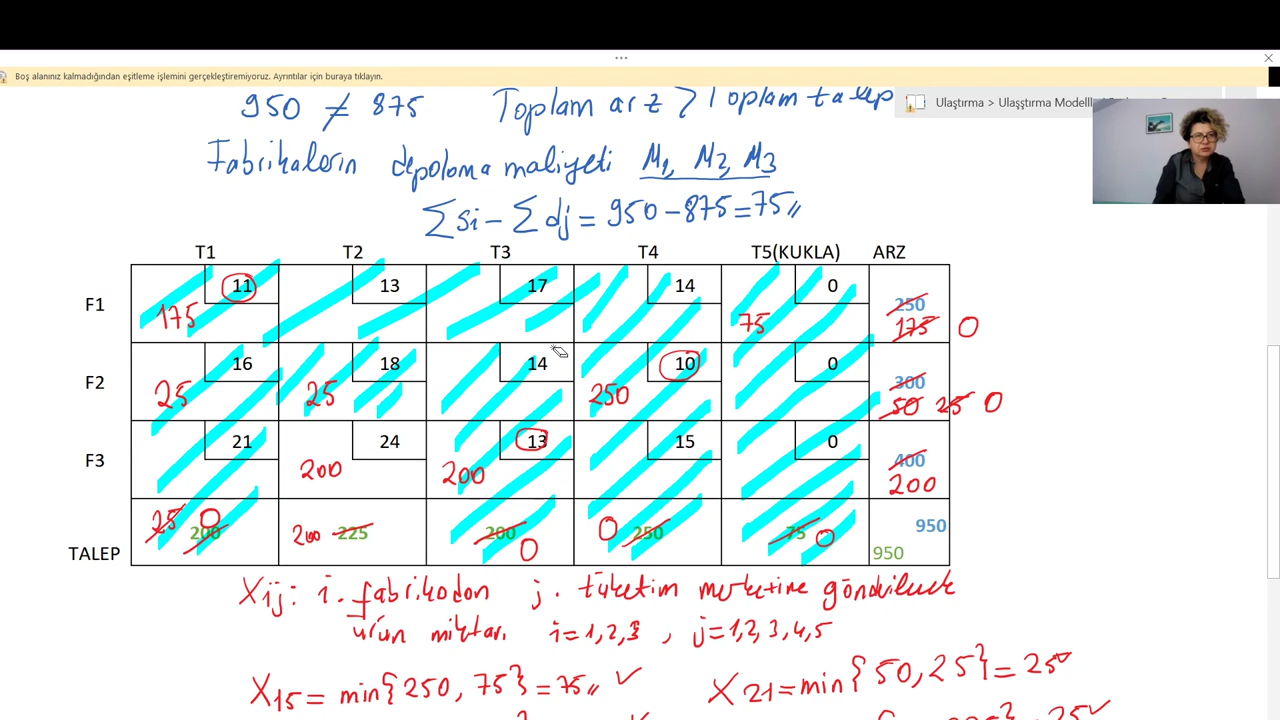 Boş alanınız kalmadığından eşitleme işlemini gerçekleştiremiyoruz. Ayrıntılar için buraya tıklayın.
950 ≠ 875 Toplam arz > Toplam talep
Ulaştırma > Ulaşştırma Modelll
Fabrikaların depolama maliyeti M1, M2, M3
∑si - ∑dj = 950-875=75//
T1 T2 T3 T4 T5(KUKLA) ARZ
F1 11 13 17 14 0 250
175 75 175 0
F2 16 18 14 10 0 300
25 25 250 50 25 0
F3 21 24 13 15 0 400
200 200 200
25 0 200 200 225 200 0 0 250 75 0 950
TALEP 950
Xij: i. fabrikadan j. tüketim merkezine gönderilecek
ürün miktarı i=1,2,3 , j=1,2,3,4,5
X15 = min{250, 75} = 75// ✓ X21=min{50,25}=25 ✓